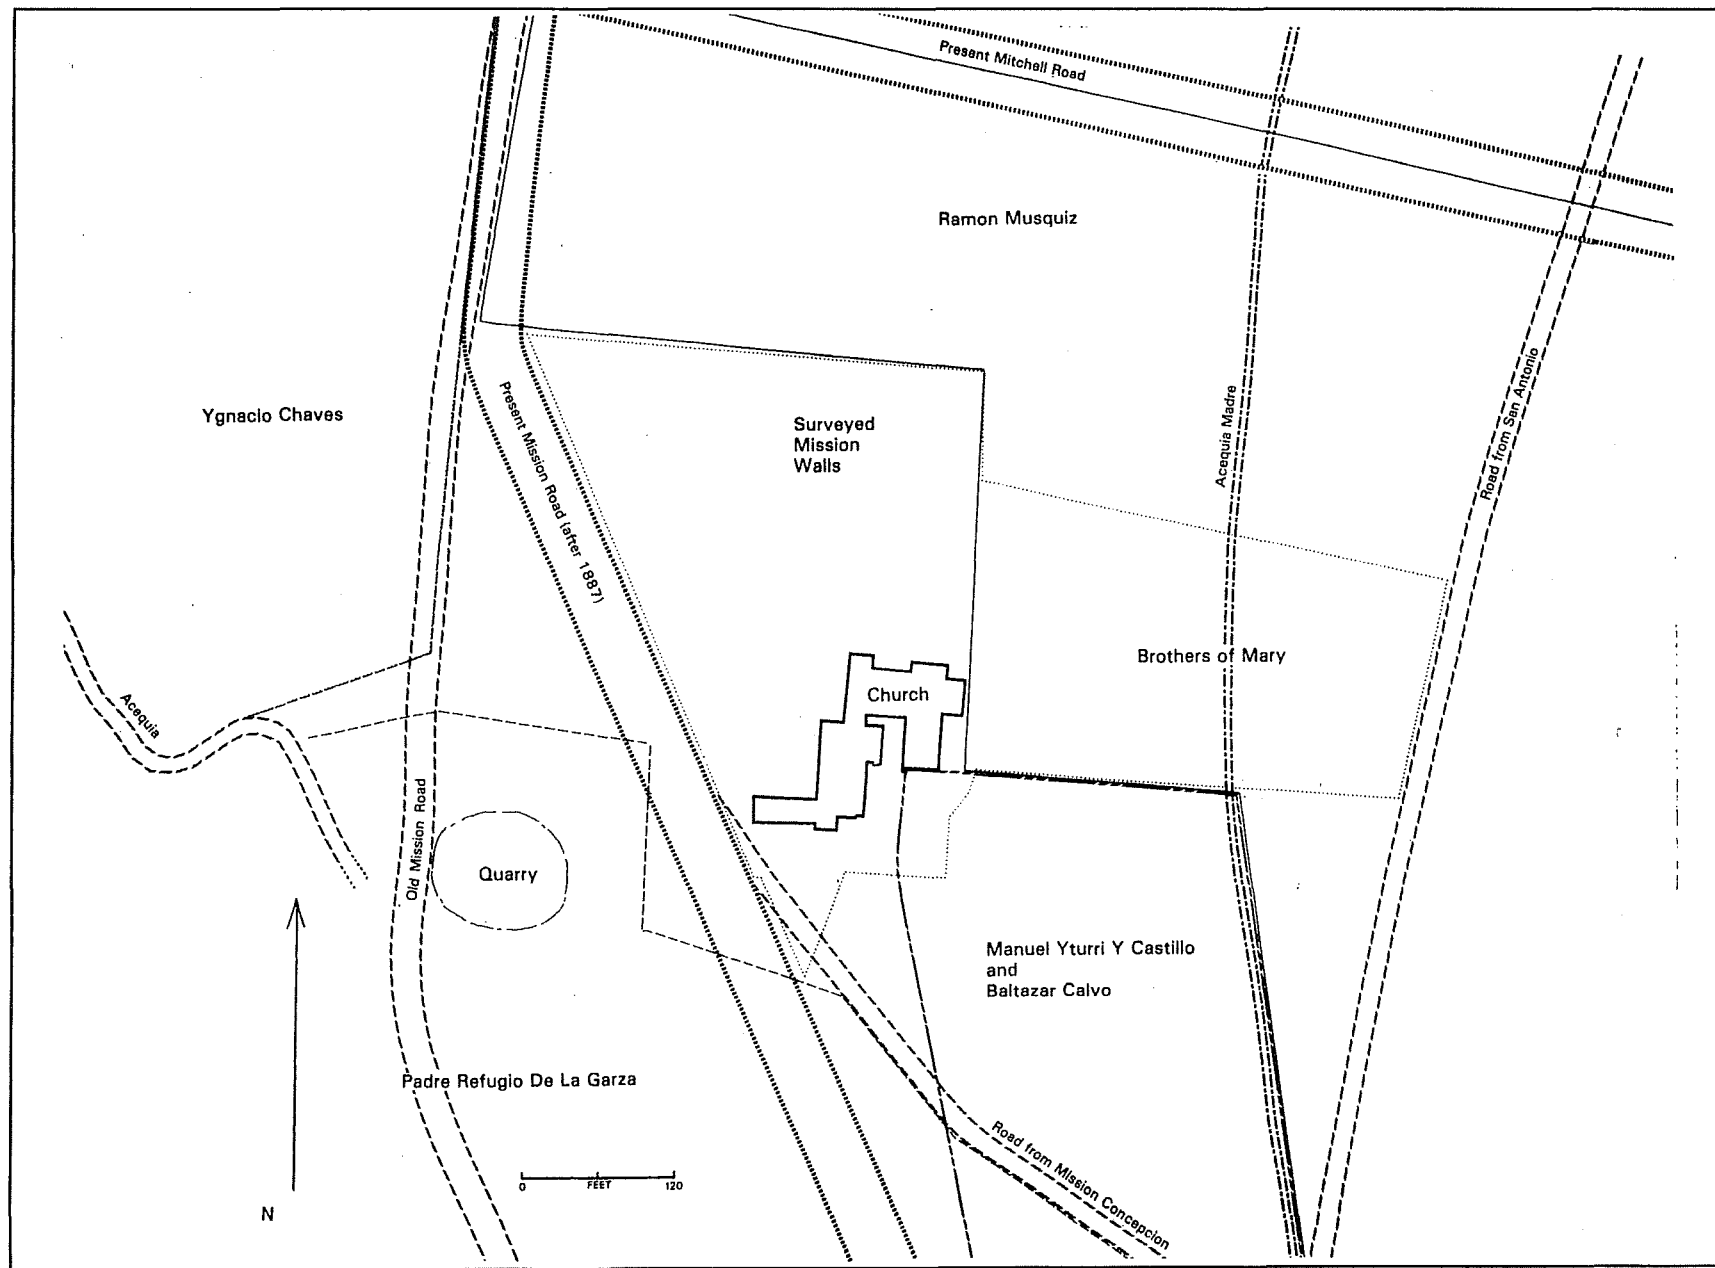 Present Mitchell Road
Ramon Musquiz
Ygnacio Chaves
Present Mission Road (after 1887)
Surveyed
Mission
Walls
Acequia Madre
Road from San Antonio
Brothers of Mary
Church
Acequia
Old Mission Road
Quarry
Manuel Yturri Y Castillo
and
Baltazar Calvo
Padre Refugio De La Garza
Road from Mission Concepcion
0 FEET 120
N